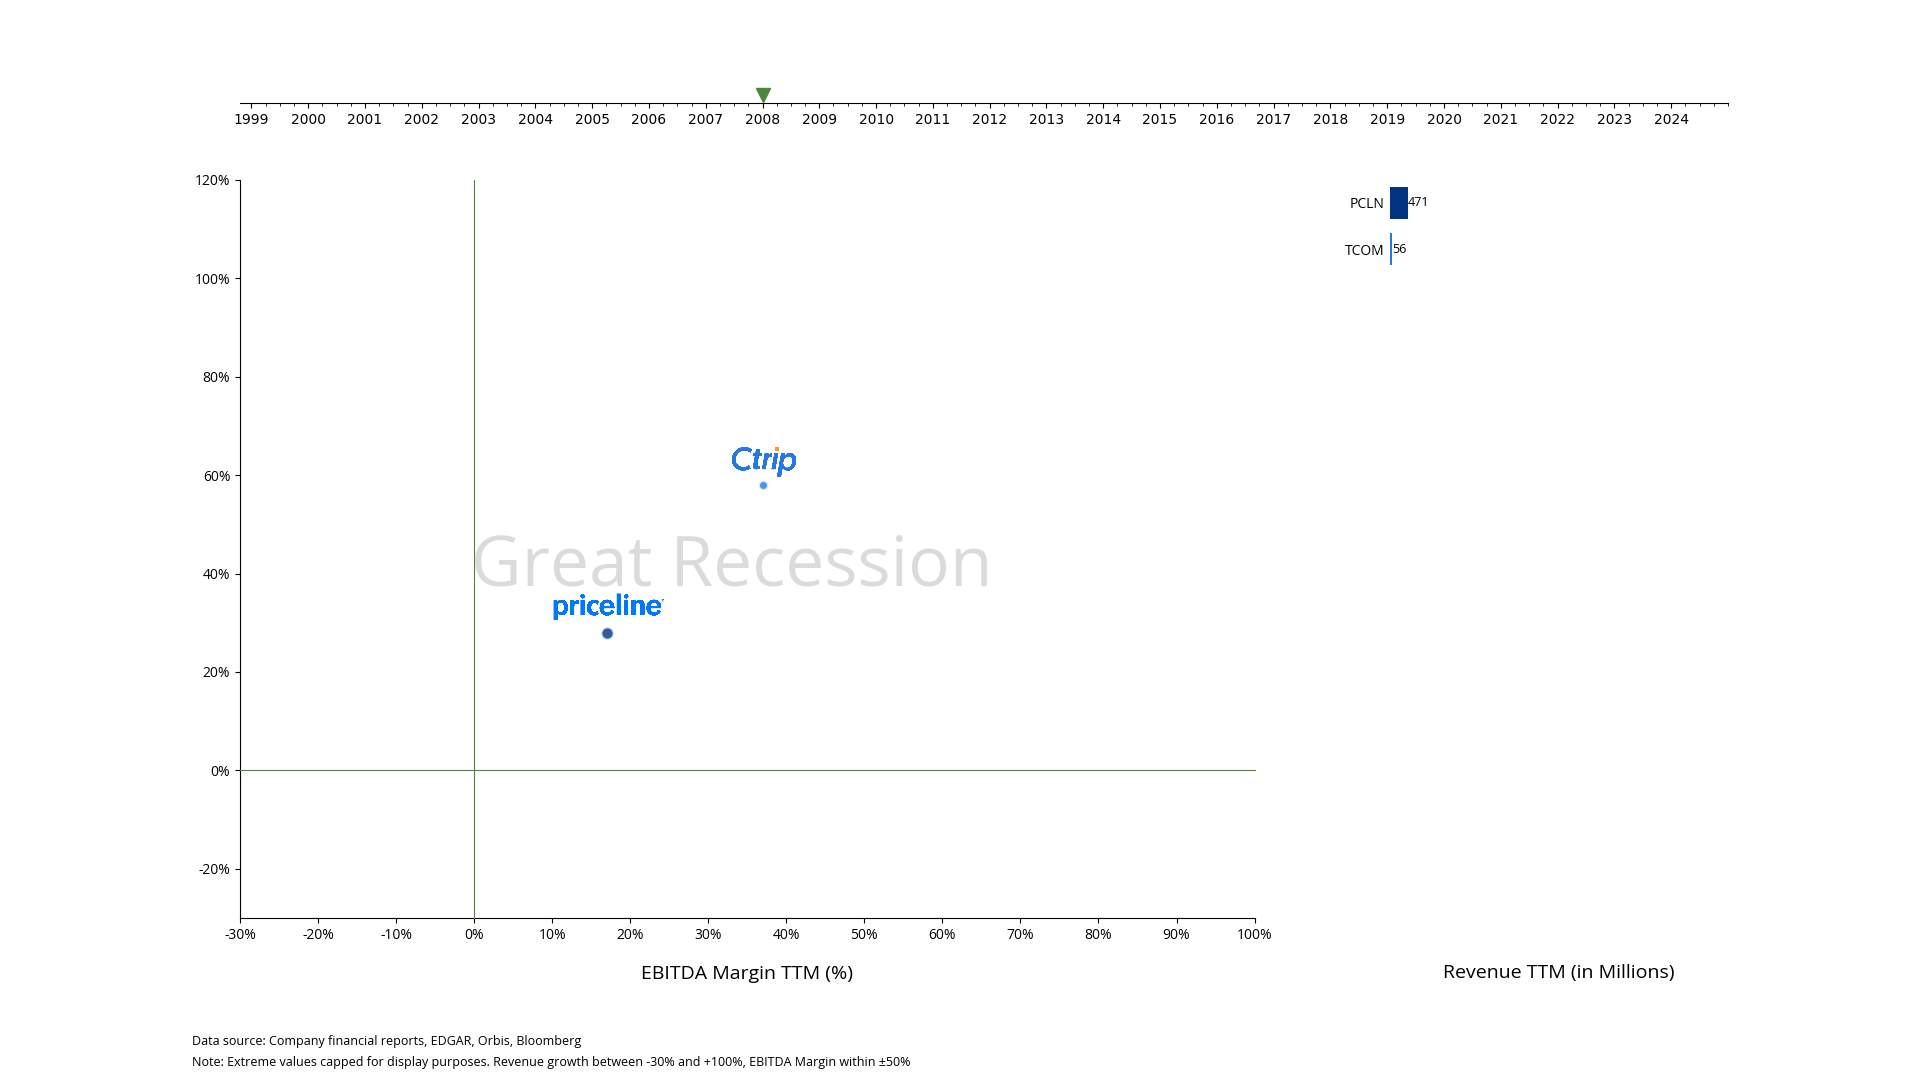 1999 2000 2001 2002 2003 2004 2005 2006 2007 2008 2009 2010 2011 2012 2013 2014 2015 2016 2017 2018 2019 2020 2021 2022 2023 2024
120%
PCLN 471
TCOM 56
100%
80%
60%
Ctrip
Great Recession
40%
priceline
20%
0%
-20%
-30% -20% -10% 0% 10% 20% 30% 40% 50% 60% 70% 80% 90% 100%
EBITDA Margin TTM (%)
Revenue TTM (in Millions)
Data source: Company financial reports, EDGAR, Orbis, Bloomberg
Note: Extreme values capped for display purposes. Revenue growth between -30% and +100%, EBITDA Margin within ±50%